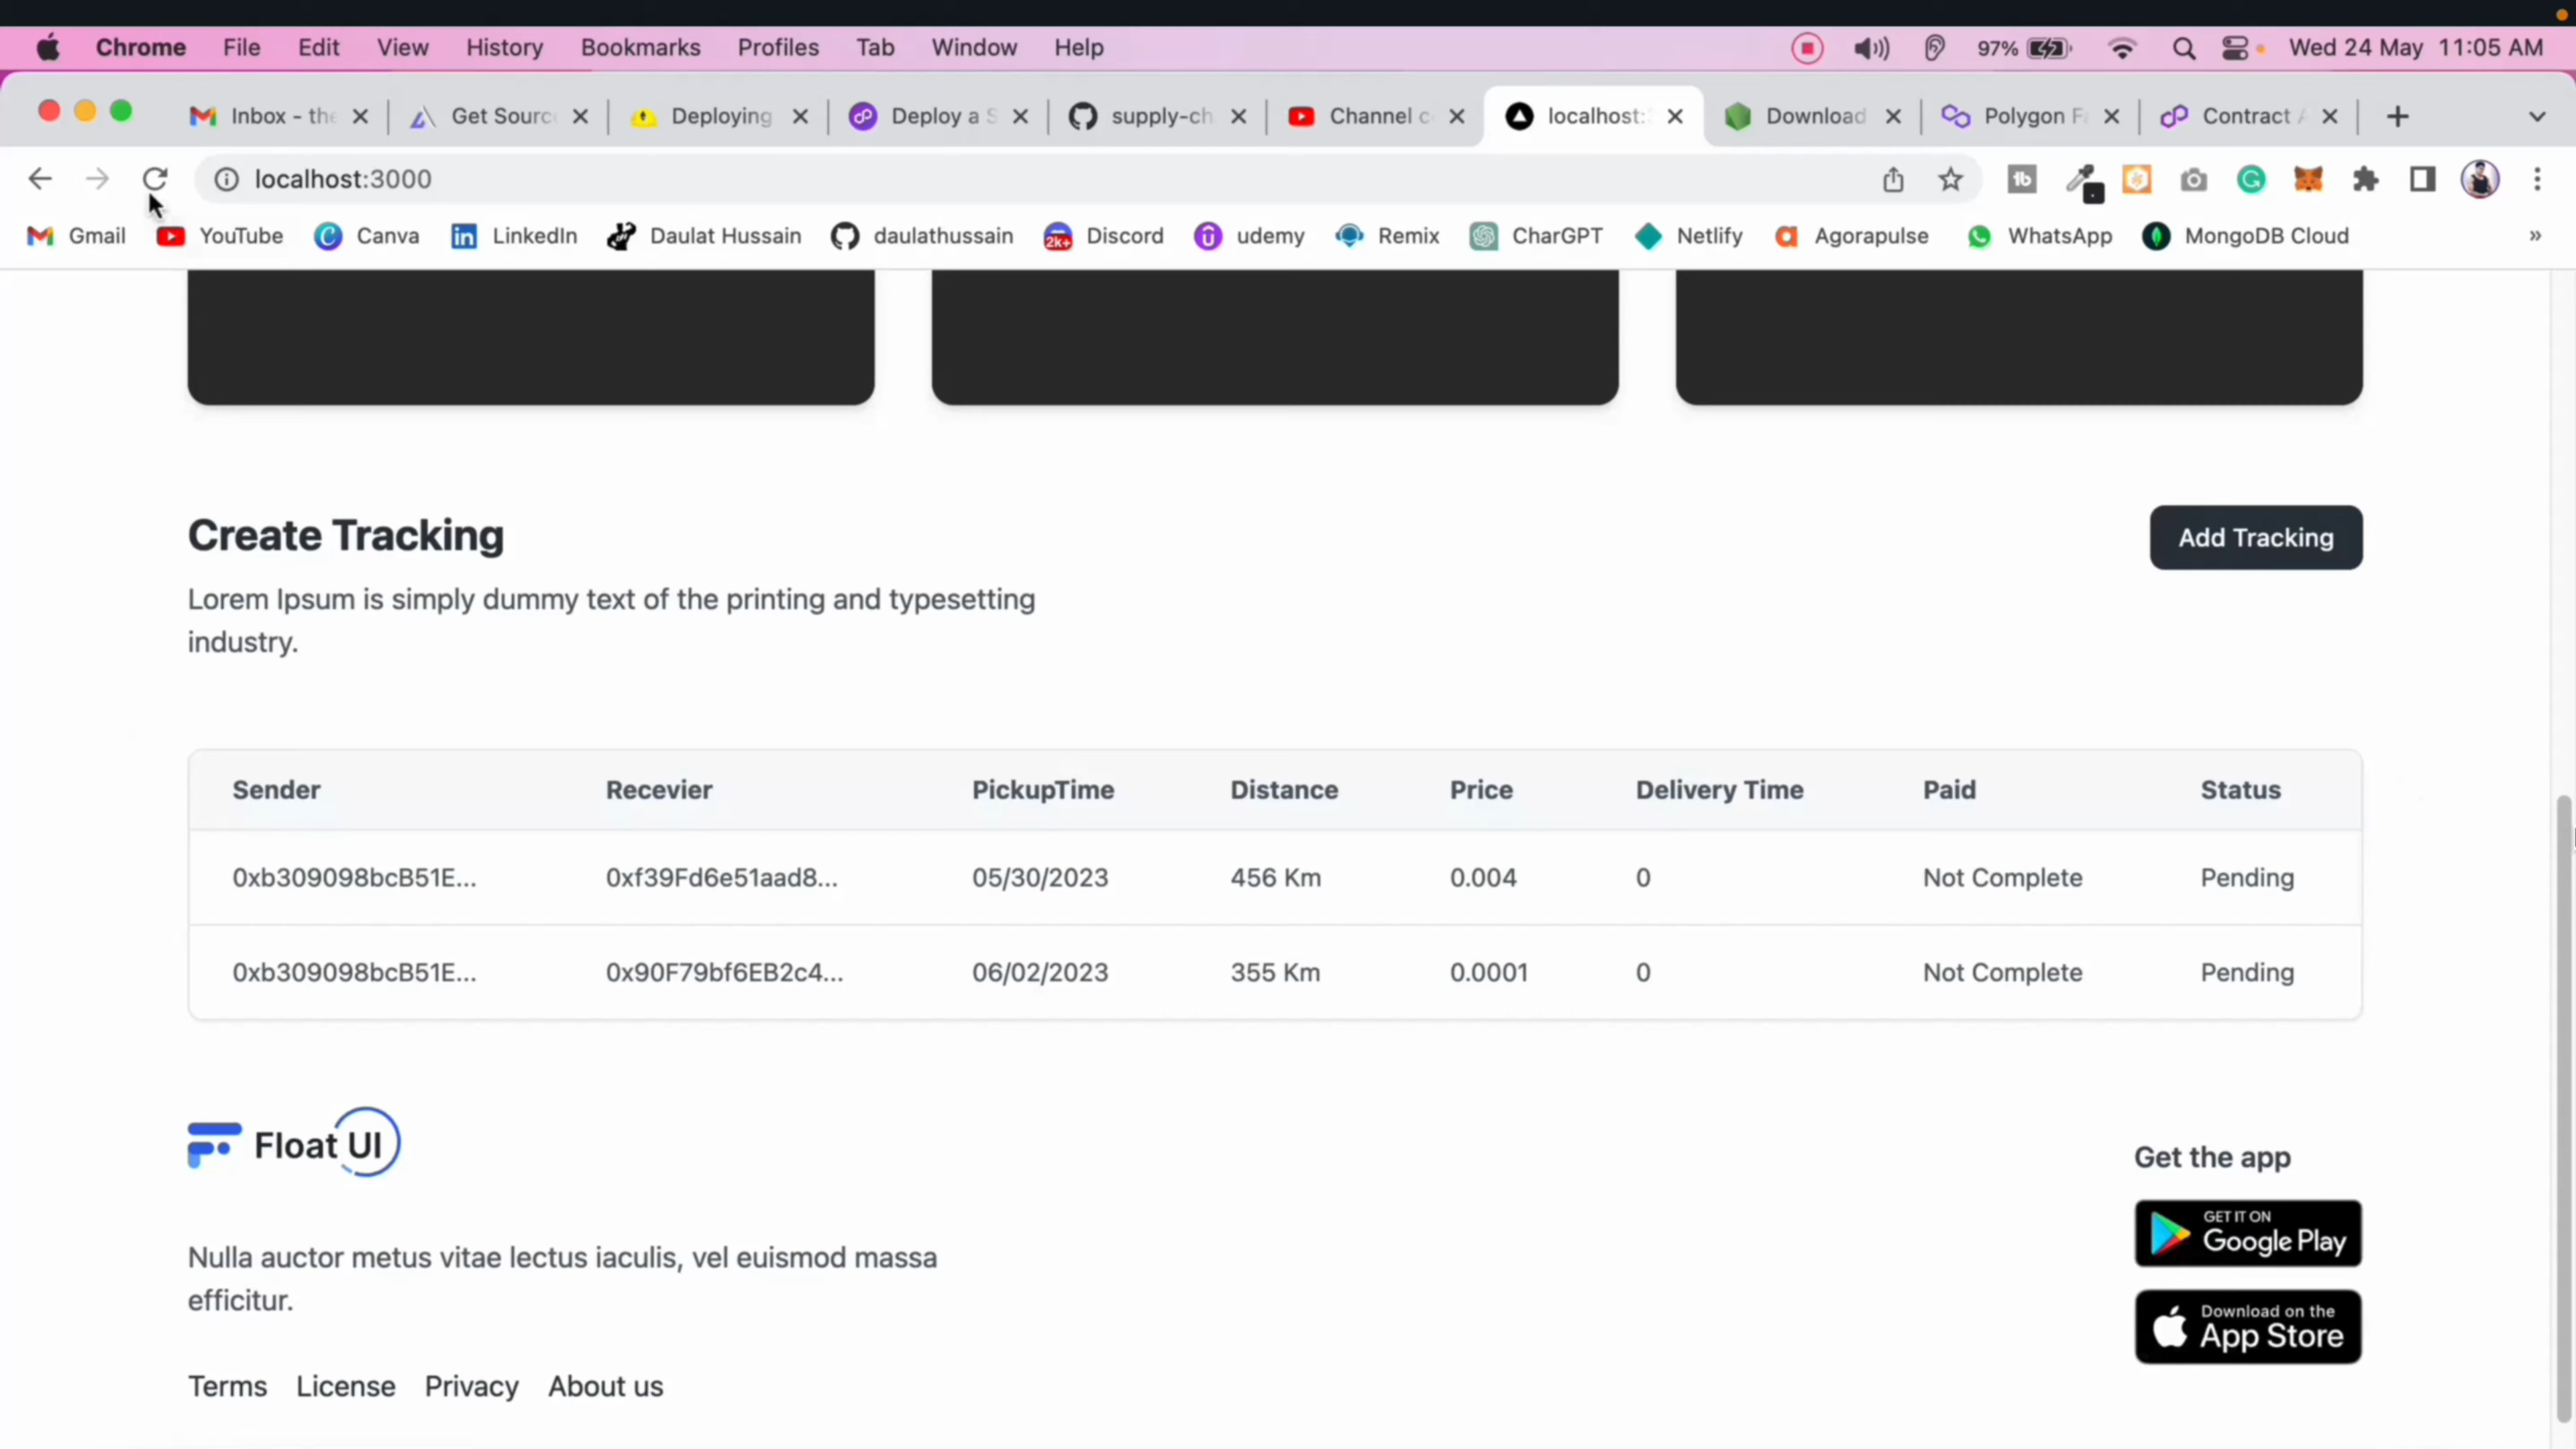 Chrome File Edit View History Bookmarks Profiles Tab Window Help 97% Wed 24 May 11:05 AM
Inbox - the Get Sourc Deploying Deploy a S supply-ch Channel c localhost: Download Polygon Fa Contract A
localhost:3000
Gmail YouTube Canva LinkedIn Daulat Hussain daulathussain 2k+ Discord udemy Remix CharGPT Netlify Agorapulse WhatsApp MongoDB Cloud »
Create Tracking
Add Tracking
Lorem Ipsum is simply dummy text of the printing and typesetting
industry.
Sender Recevier PickupTime Distance Price Delivery Time Paid Status
0xb309098bcB51E... 0xf39Fd6e51aad8... 05/30/2023 456 Km 0.004 0 Not Complete Pending
0xb309098bcB51E... 0x90F79bf6EB2c4... 06/02/2023 355 Km 0.0001 0 Not Complete Pending
Float UI
Get the app
GET IT ON
Google Play
Nulla auctor metus vitae lectus iaculis, vel euismod massa
efficitur.
Download on the
App Store
Terms License Privacy About us